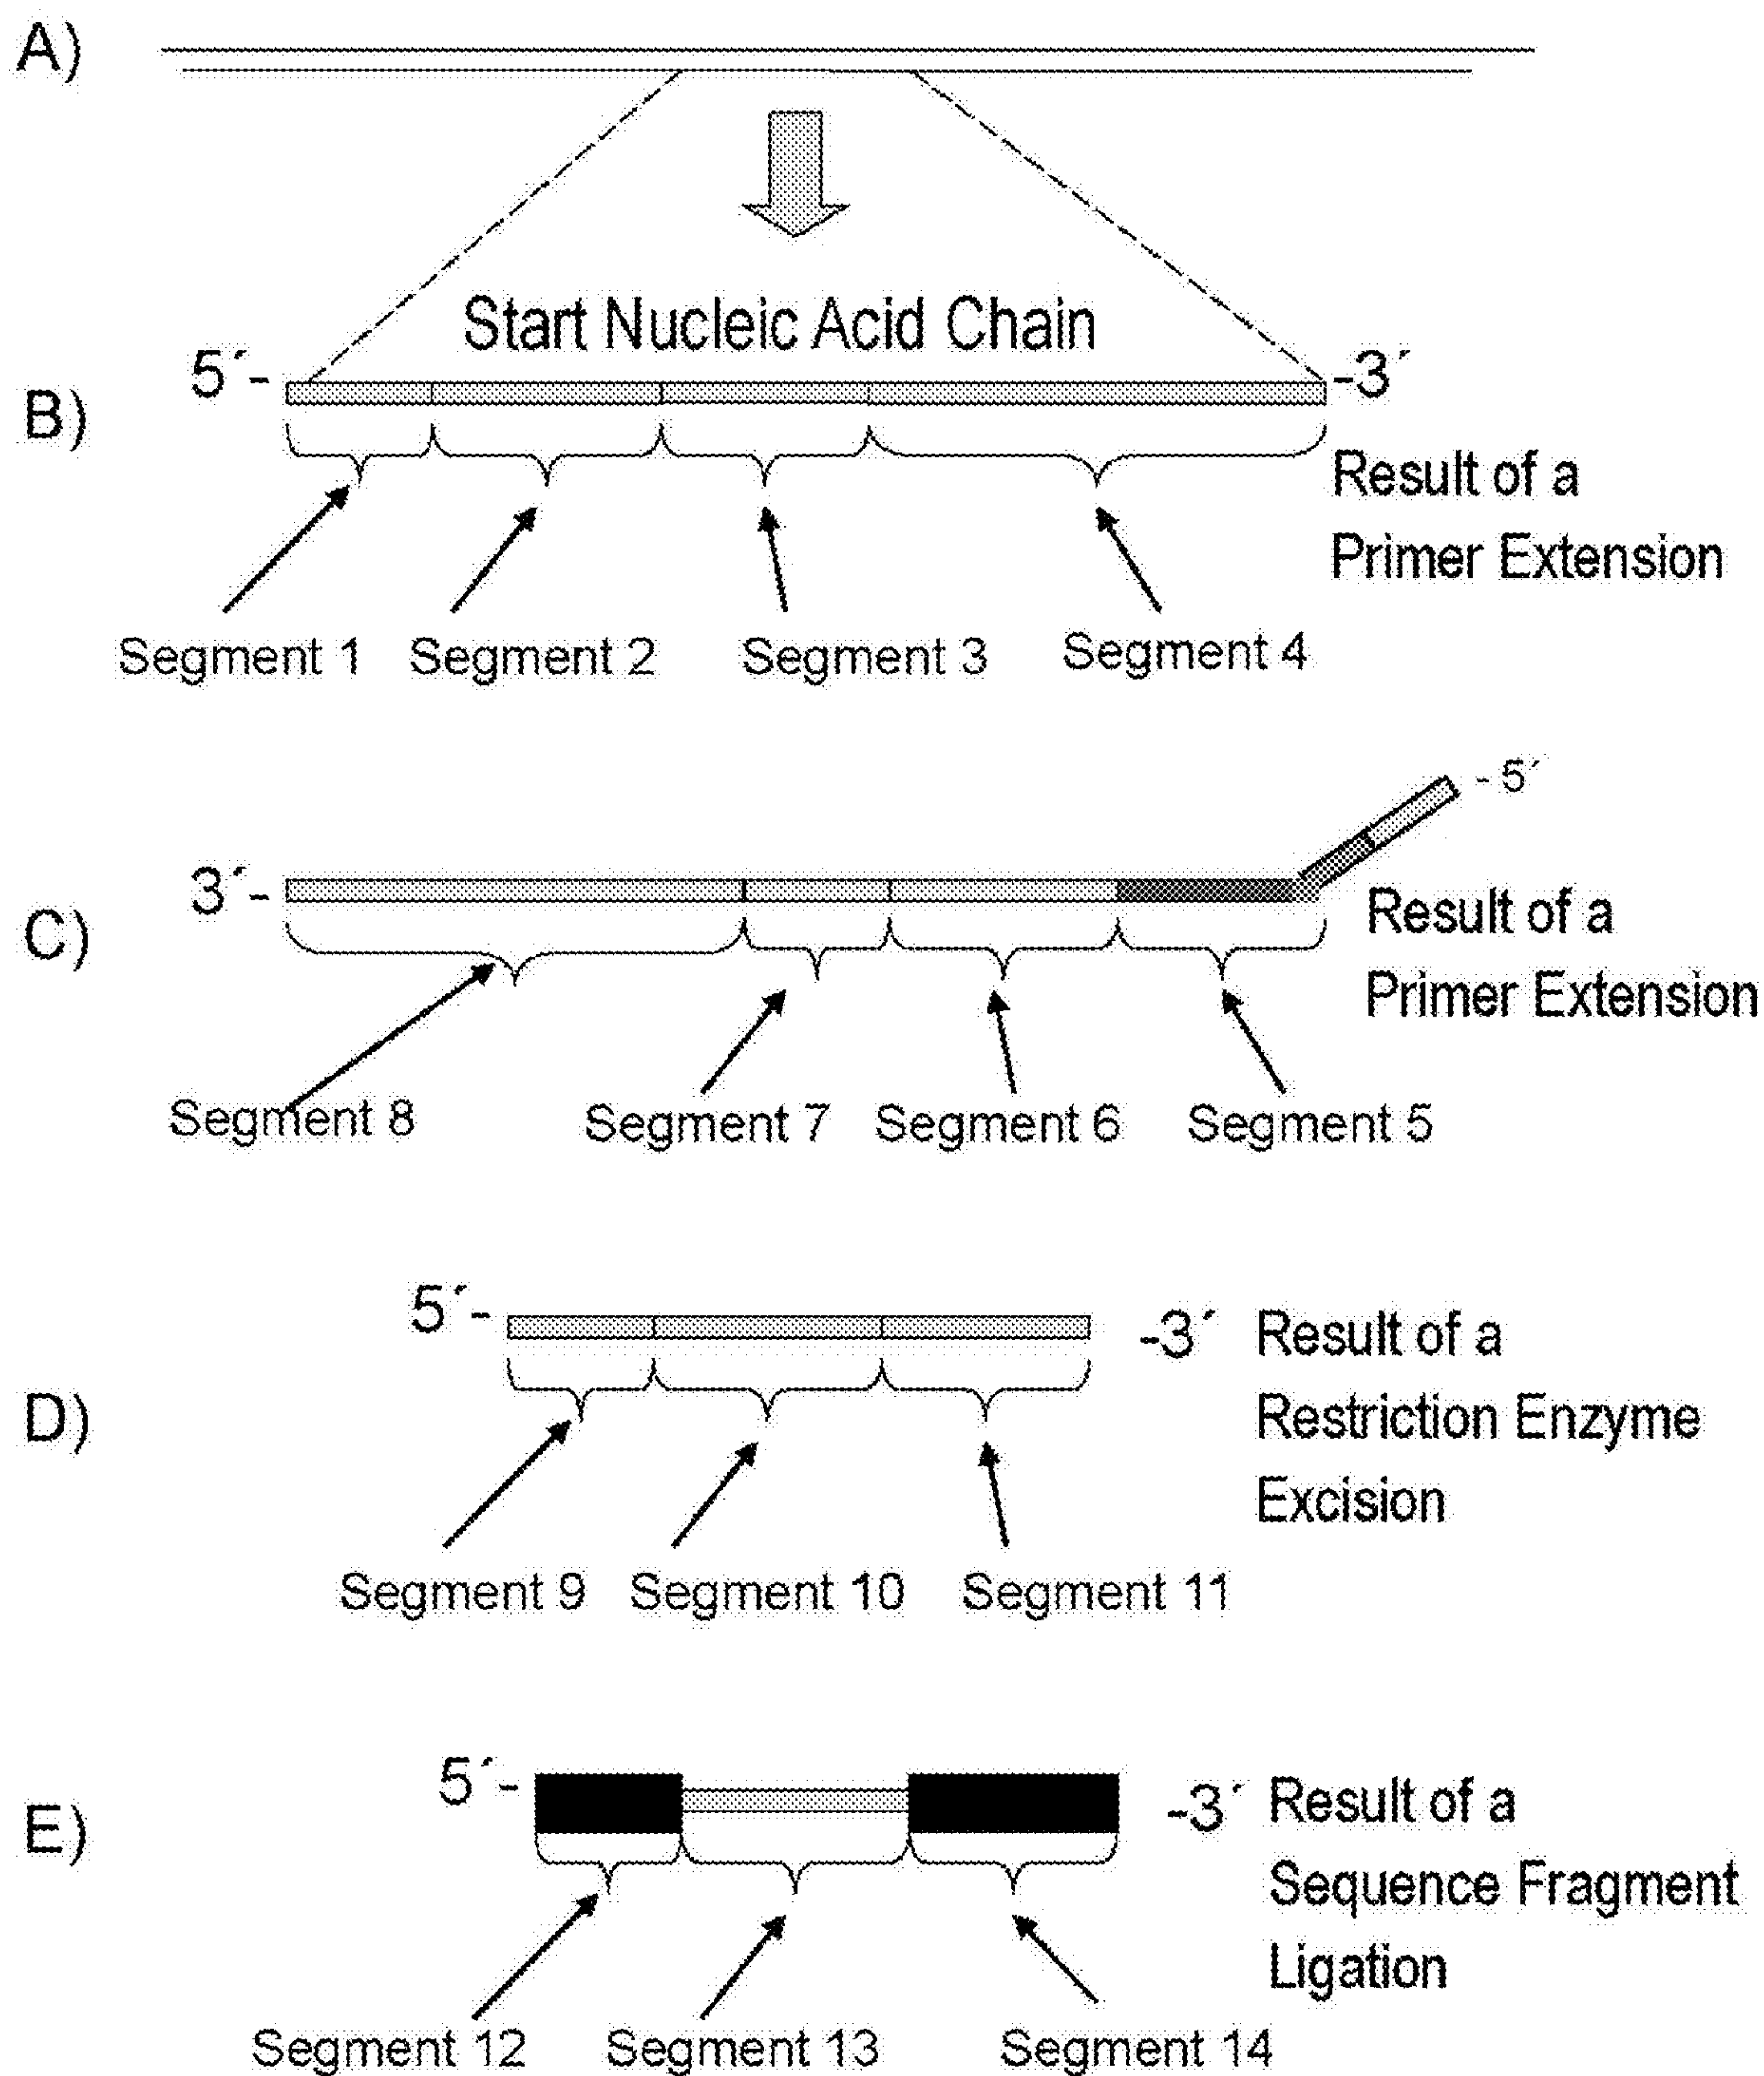 A)
Start Nucleic Acid Chain
5´-
-3´
B)
Result of a
Primer Extension
Segment 1
Segment 2
Segment 3
Segment 4
- 5´
3´-
C)
Result of a
Primer Extension
Segment 8
Segment 7
Segment 6
Segment 5
5´-
-3´
Result of a
Restriction Enzyme
Excision
D)
Segment 9
Segment 10
Segment 11
5´-
-3´
Result of a
Sequence Fragment
Ligation
E)
Segment 12
Segment 13
Segment 14